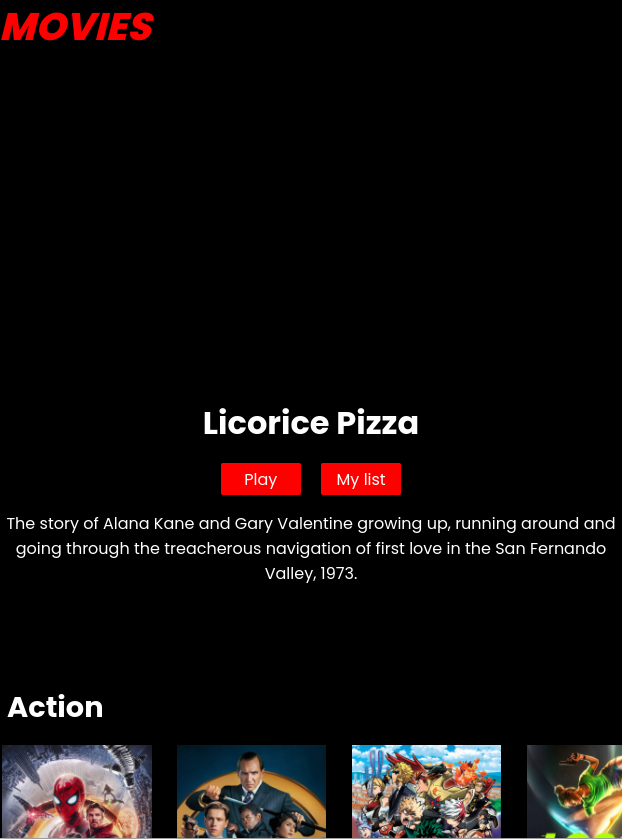 MOVIES
Licorice Pizza
Play
My list
The story of Alana Kane and Gary Valentine growing up, running around and
going through the treacherous navigation of first love in the San Fernando
Valley, 1973.
Action